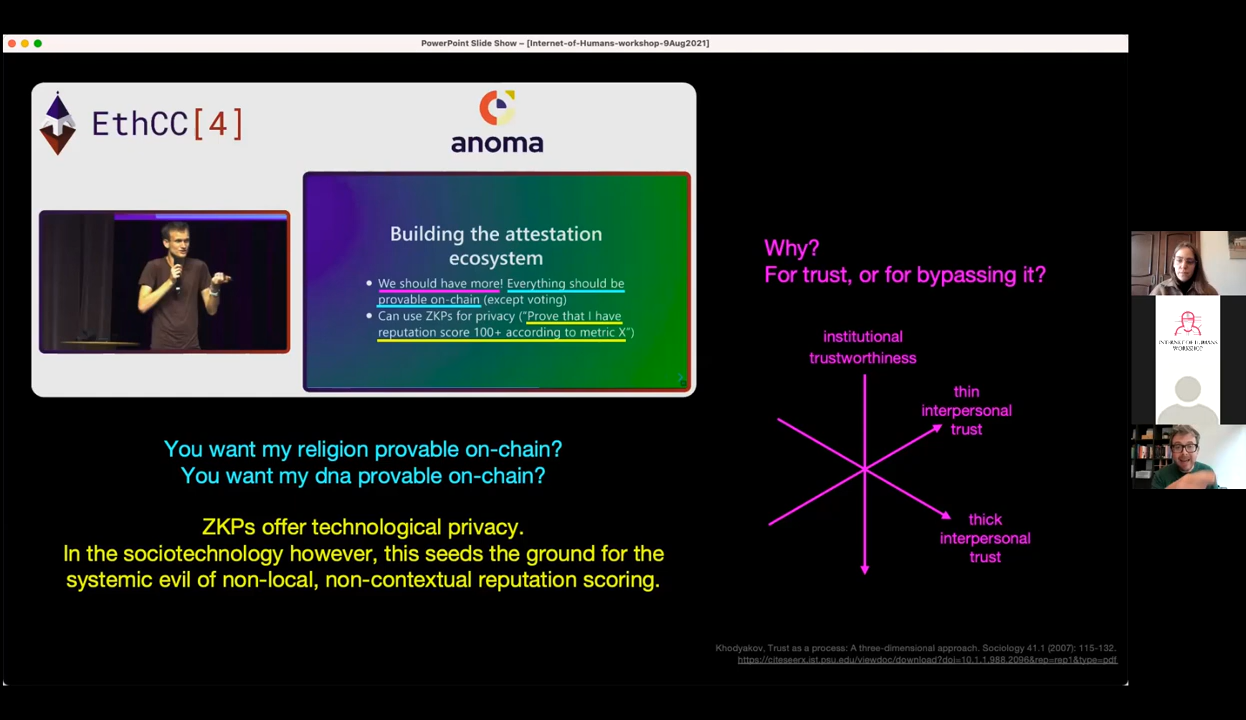 PowerPoint Slide Show – [Internet-of-Humans-workshop-9Aug2021]
EthCC[4]
anoma
Building the attestation
ecosystem
• We should have more! Everything should be
provable on-chain (except voting)
• Can use ZKPs for privacy ("Prove that I have
reputation score 100+ according to metric X")
You want my religion provable on-chain?
You want my dna provable on-chain?
ZKPs offer technological privacy.
In the sociotechnology however, this seeds the ground for the
systemic evil of non-local, non-contextual reputation scoring.
Why?
For trust, or for bypassing it?
institutional
trustworthiness
thin
interpersonal
trust
thick
interpersonal
trust
Khodyakov, Trust as a process: A three-dimensional approach. Sociology 41.1 (2007): 115-132.
https://citeseerx.ist.psu.edu/viewdoc/download?doi=10.1.1.988.2096&rep=rep1&type=pdf
INTERNET OF HUMANS
WORKSHOP